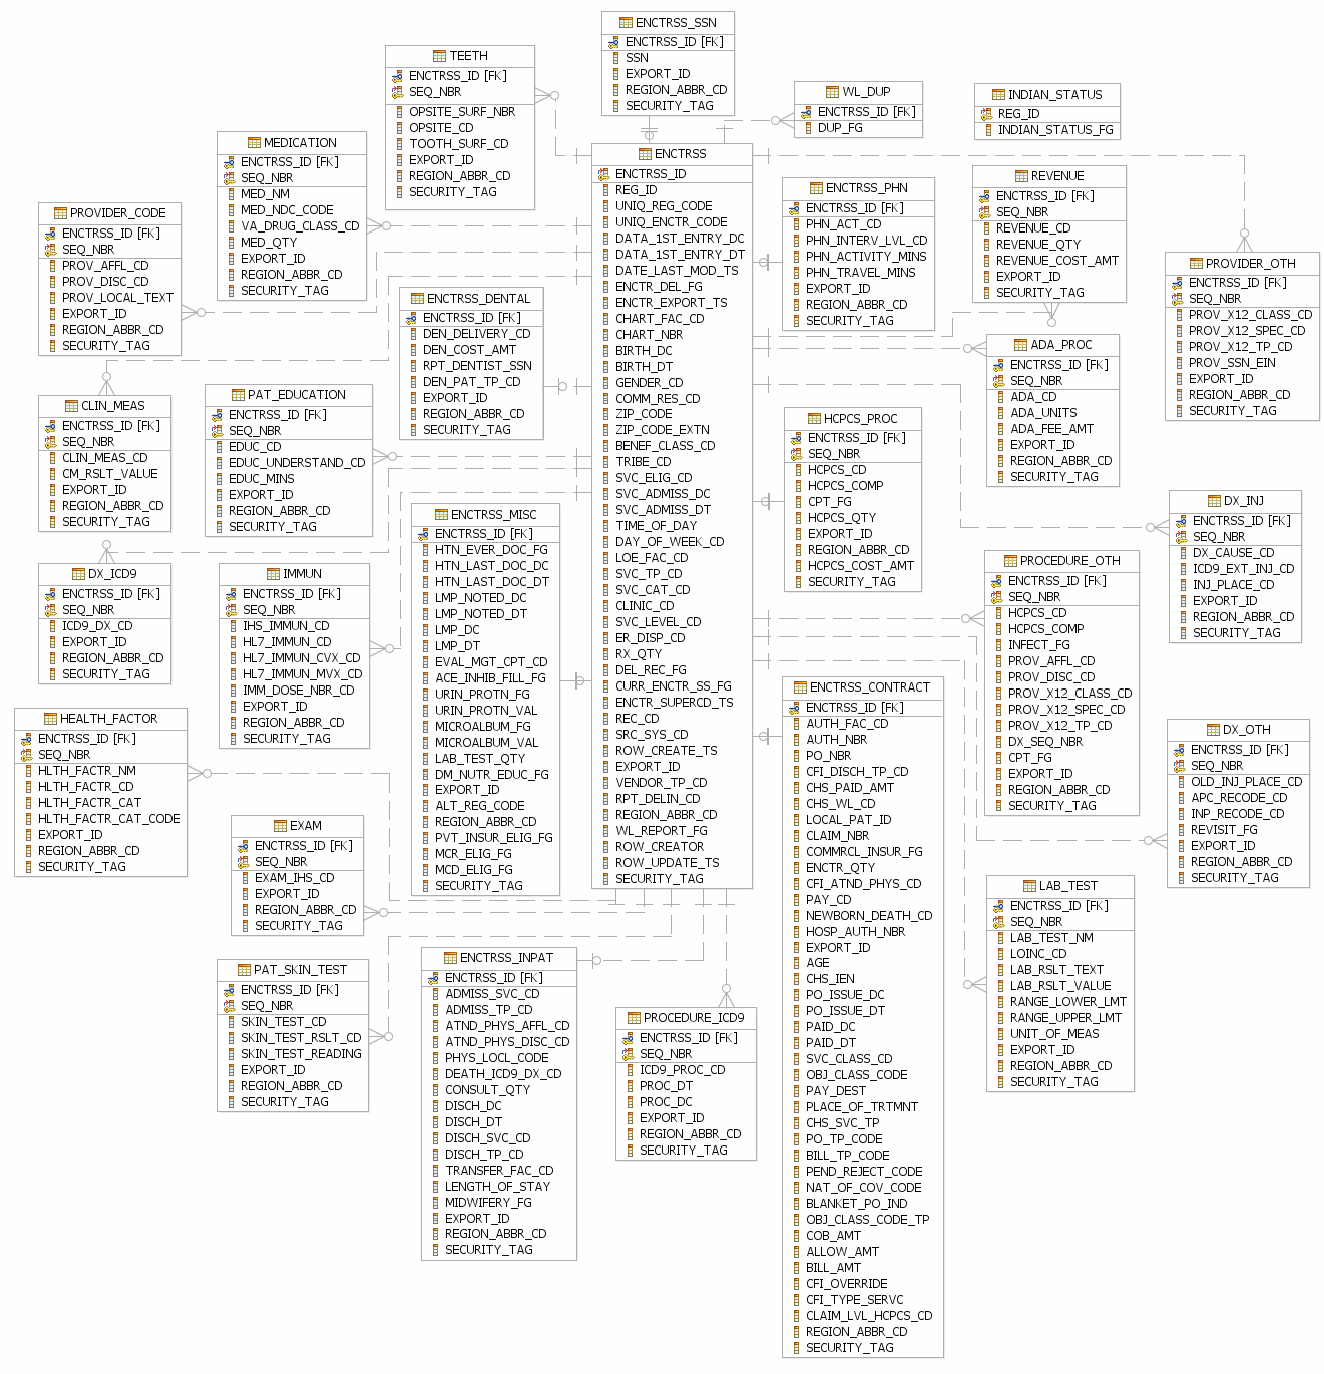 ENCTRSS_SSN
ENCTRSS_ID [FK]
SSN
EXPORT_ID
REGION_ABBR_CD
SECURITY_TAG
TEETH
ENCTRSS_ID [FK]
SEQ_NBR
OPSITE_SURF_NBR
OPSITE_CD
TOOTH_SURF_CD
EXPORT_ID
REGION_ABBR_CD
SECURITY_TAG
WL_DUP
ENCTRSS_ID [FK]
DUP_FG
INDIAN_STATUS
REG_ID
INDIAN_STATUS_FG
MEDICATION
ENCTRSS_ID [FK]
SEQ_NBR
MED_NM
MED_NDC_CODE
VA_DRUG_CLASS_CD
MED_QTY
EXPORT_ID
REGION_ABBR_CD
SECURITY_TAG
ENCTRSS
ENCTRSS_ID
REG_ID
UNIQ_REG_CODE
UNIQ_ENCTR_CODE
DATA_1ST_ENTRY_DC
DATA_1ST_ENTRY_DT
DATE_LAST_MOD_TS
ENCTR_DEL_FG
ENCTR_EXPORT_TS
CHART_FAC_CD
CHART_NBR
BIRTH_DC
BIRTH_DT
GENDER_CD
COMM_RES_CD
ZIP_CODE
ZIP_CODE_EXTN
BENEF_CLASS_CD
TRIBE_CD
SVC_ELIG_CD
SVC_ADMISS_DC
SVC_ADMISS_DT
TIME_OF_DAY
DAY_OF_WEEK_CD
LOE_FAC_CD
SVC_TP_CD
SVC_CAT_CD
CLINIC_CD
SVC_LEVEL_CD
ER_DISP_CD
RX_QTY
DEL_REC_FG
CURR_ENCTR_SS_FG
ENCTR_SUPERCD_TS
REC_CD
SRC_SYS_CD
ROW_CREATE_TS
EXPORT_ID
VENDOR_TP_CD
RPT_DELIN_CD
REGION_ABBR_CD
WL_REPORT_FG
ROW_CREATOR
ROW_UPDATE_TS
SECURITY_TAG
ENCTRSS_PHN
ENCTRSS_ID [FK]
PHN_ACT_CD
PHN_INTERV_LVL_CD
PHN_ACTIVITY_MINS
PHN_TRAVEL_MINS
EXPORT_ID
REGION_ABBR_CD
SECURITY_TAG
REVENUE
ENCTRSS_ID [FK]
SEQ_NBR
REVENUE_CD
REVENUE_QTY
REVENUE_COST_AMT
EXPORT_ID
SECURITY_TAG
PROVIDER_CODE
ENCTRSS_ID [FK]
SEQ_NBR
PROV_AFFL_CD
PROV_DISC_CD
PROV_LOCAL_TEXT
EXPORT_ID
REGION_ABBR_CD
SECURITY_TAG
PROVIDER_OTH
ENCTRSS_ID [FK]
SEQ_NBR
PROV_X12_CLASS_CD
PROV_X12_SPEC_CD
PROV_X12_TP_CD
PROV_SSN_EIN
EXPORT_ID
REGION_ABBR_CD
SECURITY_TAG
ENCTRSS_DENTAL
ENCTRSS_ID [FK]
DEN_DELIVERY_CD
DEN_COST_AMT
RPT_DENTIST_SSN
DEN_PAT_TP_CD
EXPORT_ID
REGION_ABBR_CD
SECURITY_TAG
ADA_PROC
ENCTRSS_ID [FK]
SEQ_NBR
ADA_CD
ADA_UNITS
ADA_FEE_AMT
EXPORT_ID
REGION_ABBR_CD
SECURITY_TAG
CLIN_MEAS
ENCTRSS_ID [FK]
SEQ_NBR
CLIN_MEAS_CD
CM_RSLT_VALUE
EXPORT_ID
REGION_ABBR_CD
SECURITY_TAG
PAT_EDUCATION
ENCTRSS_ID [FK]
SEQ_NBR
EDUC_CD
EDUC_UNDERSTAND_CD
EDUC_MINS
EXPORT_ID
REGION_ABBR_CD
SECURITY_TAG
HCPCS_PROC
ENCTRSS_ID [FK]
SEQ_NBR
HCPCS_CD
HCPCS_COMP
CPT_FG
HCPCS_QTY
EXPORT_ID
REGION_ABBR_CD
HCPCS_COST_AMT
SECURITY_TAG
DX_INJ
ENCTRSS_ID [FK]
SEQ_NBR
DX_CAUSE_CD
ICD9_EXT_INJ_CD
INJ_PLACE_CD
EXPORT_ID
REGION_ABBR_CD
SECURITY_TAG
ENCTRSS_MISC
ENCTRSS_ID [FK]
HTN_EVER_DOC_FG
HTN_LAST_DOC_DC
HTN_LAST_DOC_DT
LMP_NOTED_DC
LMP_NOTED_DT
LMP_DC
LMP_DT
EVAL_MGT_CPT_CD
ACE_INHIB_FILL_FG
URIN_PROTN_FG
URIN_PROTN_VAL
MICROALBUM_FG
MICROALBUM_VAL
LAB_TEST_QTY
DM_NUTR_EDUC_FG
EXPORT_ID
ALT_REG_CODE
REGION_ABBR_CD
PVT_INSUR_ELIG_FG
MCR_ELIG_FG
MCD_ELIG_FG
SECURITY_TAG
PROCEDURE_OTH
ENCTRSS_ID [FK]
SEQ_NBR
HCPCS_CD
HCPCS_COMP
INFECT_FG
PROV_AFFL_CD
PROV_DISC_CD
PROV_X12_CLASS_CD
PROV_X12_SPEC_CD
PROV_X12_TP_CD
DX_SEQ_NBR
CPT_FG
EXPORT_ID
REGION_ABBR_CD
SECURITY_TAG
DX_ICD9
ENCTRSS_ID [FK]
SEQ_NBR
ICD9_DX_CD
EXPORT_ID
REGION_ABBR_CD
SECURITY_TAG
IMMUN
ENCTRSS_ID [FK]
SEQ_NBR
IHS_IMMUN_CD
HL7_IMMUN_CD
HL7_IMMUN_CVX_CD
HL7_IMMUN_MVX_CD
IMM_DOSE_NBR_CD
EXPORT_ID
REGION_ABBR_CD
SECURITY_TAG
ENCTRSS_CONTRACT
ENCTRSS_ID [FK]
AUTH_FAC_CD
AUTH_NBR
PO_NBR
CFI_DISCH_TP_CD
CHS_PAID_AMT
CHS_WL_CD
LOCAL_PAT_ID
CLAIM_NBR
COMMRCL_INSUR_FG
ENCTR_QTY
CFI_ATND_PHYS_CD
PAY_CD
NEWBORN_DEATH_CD
HOSP_AUTH_NBR
EXPORT_ID
AGE
CHS_IEN
PO_ISSUE_DC
PO_ISSUE_DT
PAID_DC
PAID_DT
SVC_CLASS_CD
OBJ_CLASS_CODE
PAY_DEST
PLACE_OF_TRTMNT
CHS_SVC_TP
PO_TP_CODE
BILL_TP_CODE
PEND_REJECT_CODE
NAT_OF_COV_CODE
BLANKET_PO_IND
OBJ_CLASS_CODE_TP
COB_AMT
ALLOW_AMT
BILL_AMT
CFI_OVERRIDE
CFI_TYPE_SERVC
CLAIM_LVL_HCPCS_CD
REGION_ABBR_CD
SECURITY_TAG
HEALTH_FACTOR
ENCTRSS_ID [FK]
SEQ_NBR
HLTH_FACTR_NM
HLTH_FACTR_CD
HLTH_FACTR_CAT
HLTH_FACTR_CAT_CODE
EXPORT_ID
REGION_ABBR_CD
SECURITY_TAG
DX_OTH
ENCTRSS_ID [FK]
SEQ_NBR
OLD_INJ_PLACE_CD
APC_RECODE_CD
INP_RECODE_CD
REVISIT_FG
EXPORT_ID
REGION_ABBR_CD
SECURITY_TAG
EXAM
ENCTRSS_ID [FK]
SEQ_NBR
EXAM_IHS_CD
EXPORT_ID
REGION_ABBR_CD
SECURITY_TAG
LAB_TEST
ENCTRSS_ID [FK]
SEQ_NBR
LAB_TEST_NM
LOINC_CD
LAB_RSLT_TEXT
LAB_RSLT_VALUE
RANGE_LOWER_LMT
RANGE_UPPER_LMT
UNIT_OF_MEAS
EXPORT_ID
REGION_ABBR_CD
SECURITY_TAG
PAT_SKIN_TEST
ENCTRSS_ID [FK]
SEQ_NBR
SKIN_TEST_CD
SKIN_TEST_RSLT_CD
SKIN_TEST_READING
EXPORT_ID
REGION_ABBR_CD
SECURITY_TAG
ENCTRSS_INPAT
ENCTRSS_ID [FK]
ADMISS_SVC_CD
ADMISS_TP_CD
ATND_PHYS_AFFL_CD
ATND_PHYS_DISC_CD
PHYS_LOCL_CODE
DEATH_ICD9_DX_CD
CONSULT_QTY
DISCH_DC
DISCH_DT
DISCH_SVC_CD
DISCH_TP_CD
TRANSFER_FAC_CD
LENGTH_OF_STAY
MIDWIFERY_FG
EXPORT_ID
REGION_ABBR_CD
SECURITY_TAG
PROCEDURE_ICD9
ENCTRSS_ID [FK]
SEQ_NBR
ICD9_PROC_CD
PROC_DT
PROC_DC
EXPORT_ID
REGION_ABBR_CD
SECURITY_TAG